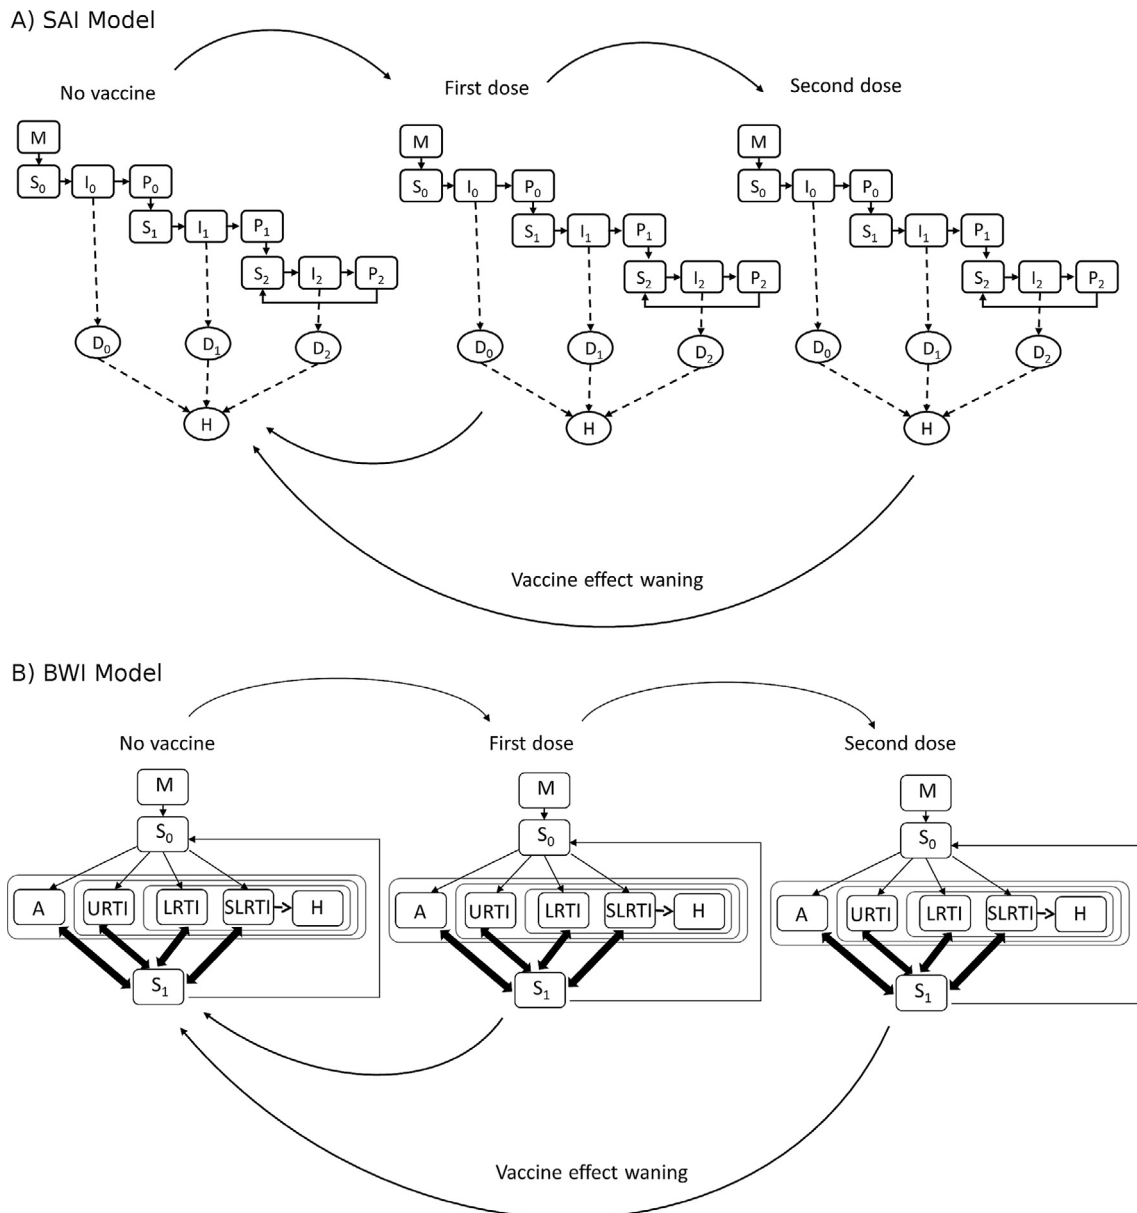 A) SAI Model
No vaccine
First dose
Second dose
M
S₀ I₀ P₀
S₁ I₁ P₁
S₂ I₂ P₂
D₀ D₁ D₂
H
M
S₀ I₀ P₀
S₁ I₁ P₁
S₂ I₂ P₂
D₀ D₁ D₂
H
M
S₀ I₀ P₀
S₁ I₁ P₁
S₂ I₂ P₂
D₀ D₁ D₂
H
Vaccine effect waning
B) BWI Model
No vaccine
First dose
Second dose
M
S₀
A URTI LRTI SLRTI H
S₁
M
S₀
A URTI LRTI SLRTI H
S₁
M
S₀
A URTI LRTI SLRTI H
S₁
Vaccine effect waning